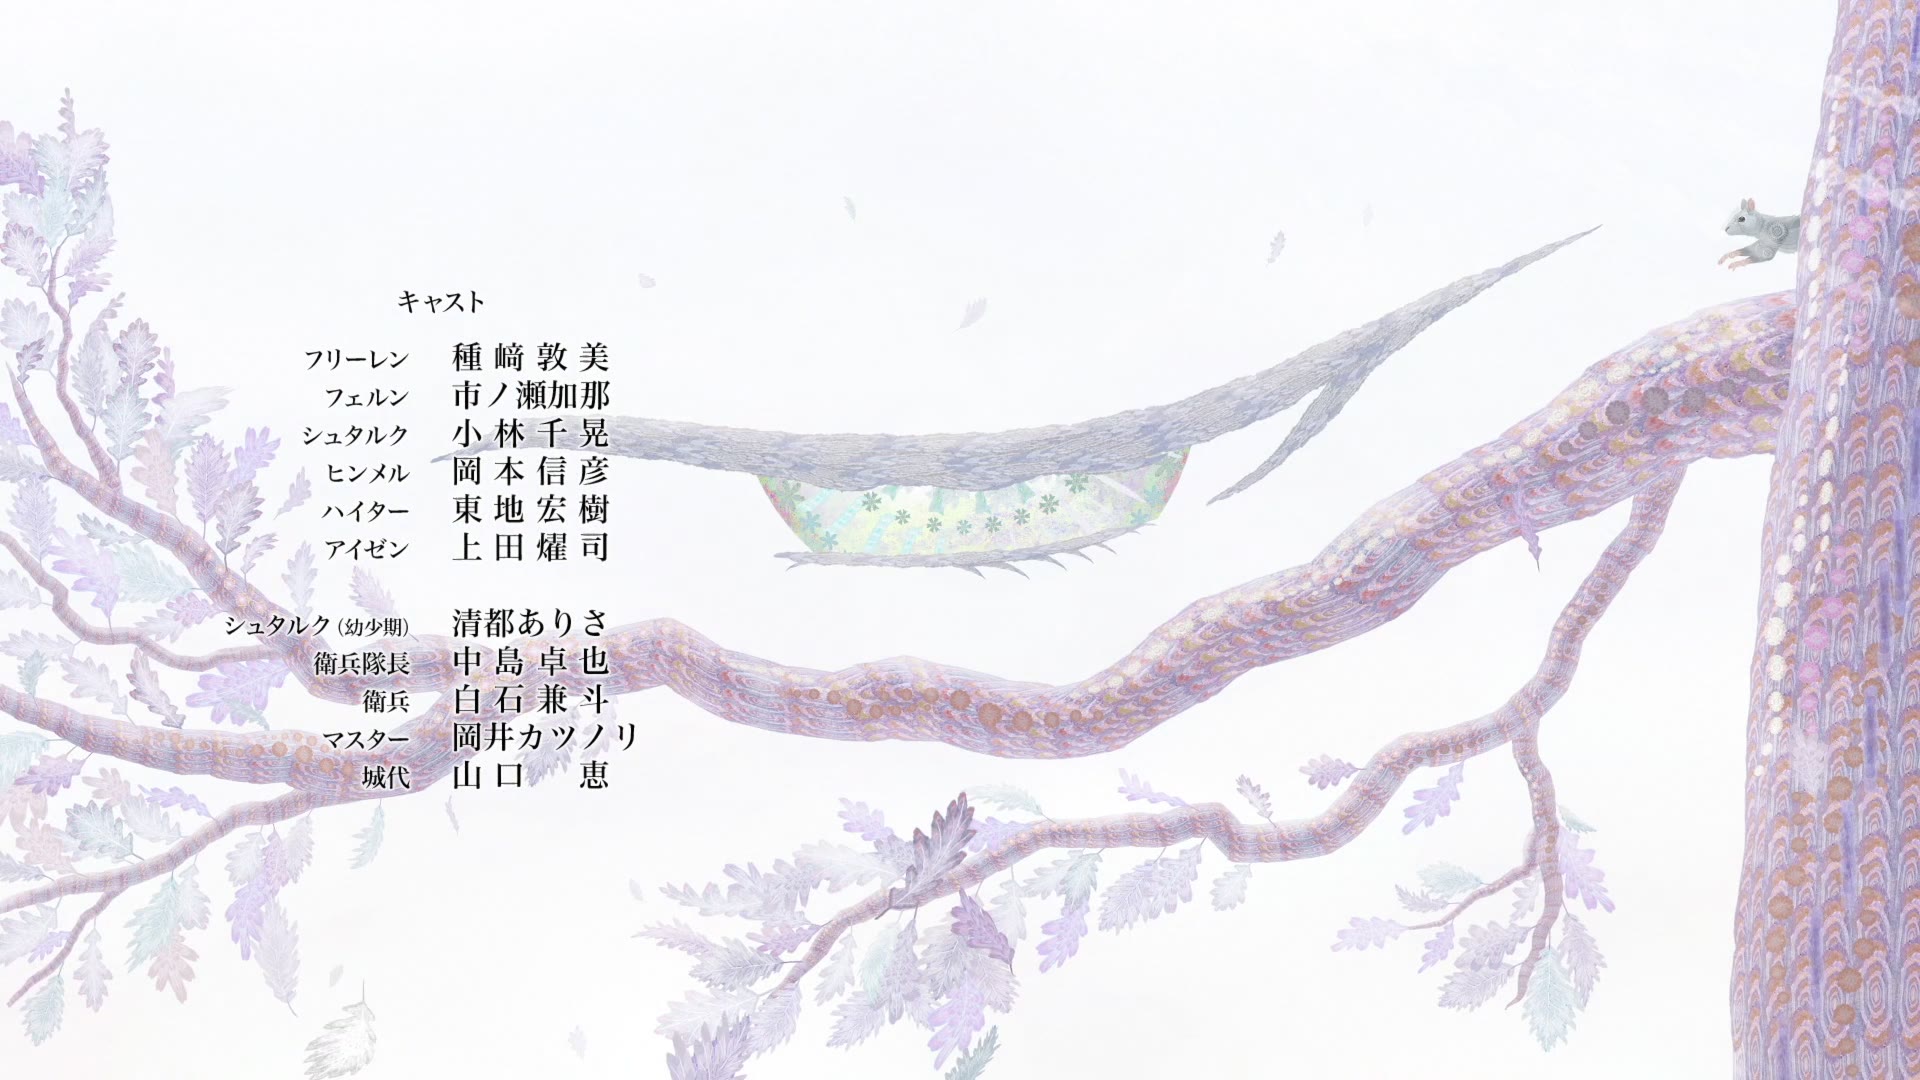 キャスト
フリーレン 種﨑敦美
フェルン 市ノ瀬加那
シュタルク 小林千晃
ヒンメル 岡本信彦
ハイター 東地宏樹
アイゼン 上田燿司
シュタルク（幼少期） 清都ありさ
衛兵隊長 中島卓也
衛兵 白石兼斗
マスター 岡井カツノリ
城代 山口 恵